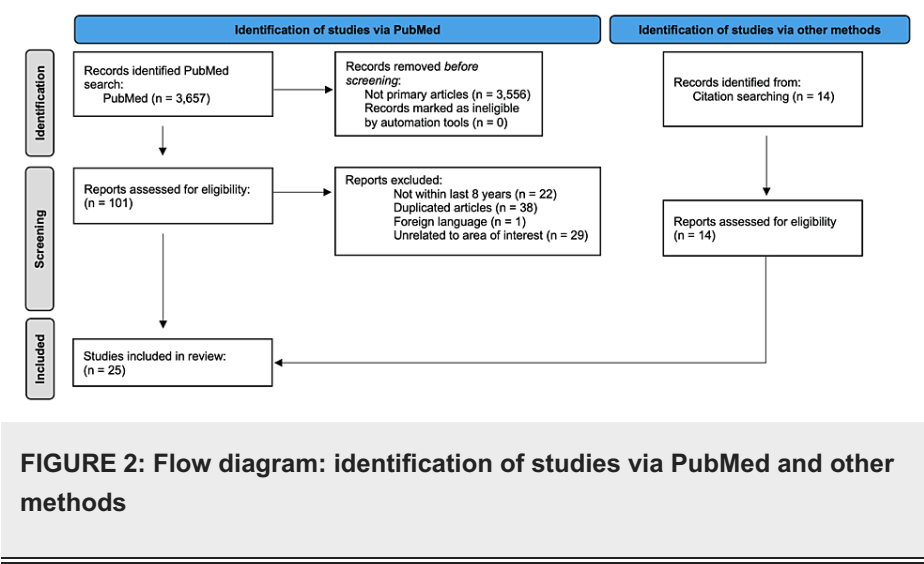 Identification of studies via PubMed
Identification of studies via other methods
Identification
Records identified PubMed
search:
PubMed (n = 3,657)
Records removed before
screening:
Not primary articles (n = 3,556)
Records marked as ineligible
by automation tools (n = 0)
Records identified from:
Citation searching (n = 14)
Screening
Reports assessed for eligibility:
(n = 101)
Reports excluded:
Not within last 8 years (n = 22)
Duplicated articles (n = 38)
Foreign language (n = 1)
Unrelated to area of interest (n = 29)
Reports assessed for eligibility
(n = 14)
Included
Studies included in review:
(n = 25)
FIGURE 2: Flow diagram: identification of studies via PubMed and other
methods